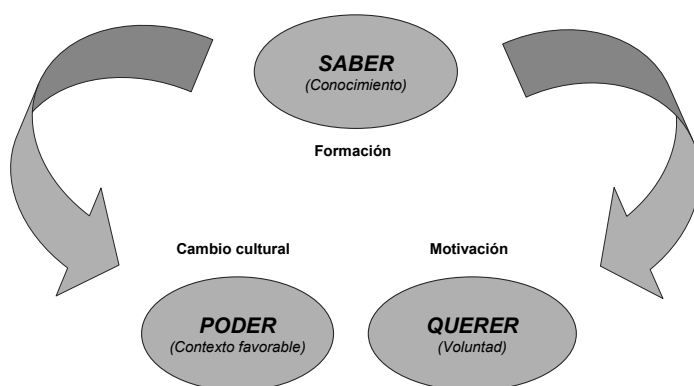 SABER
(Conocimiento)
Formación
Cambio cultural
Motivación
PODER
(Contexto favorable)
QUERER
(Voluntad)